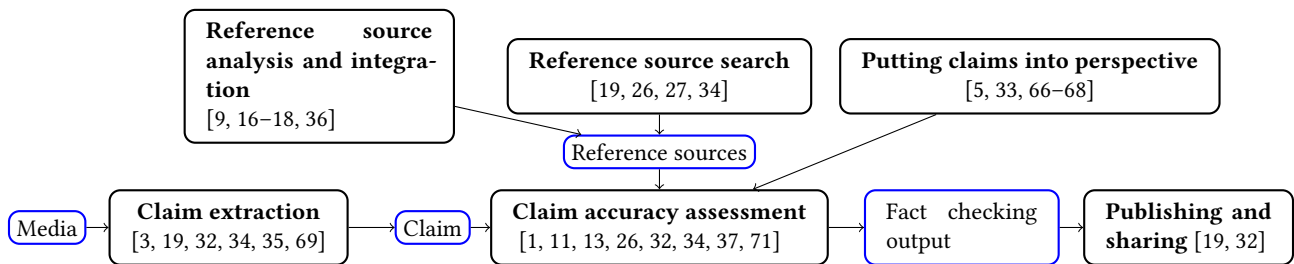 Reference source
analysis and integra-
tion
[9, 16–18, 36]
Reference source search
[19, 26, 27, 34]
Putting claims into perspective
[5, 33, 66–68]
Reference sources
Media
Claim extraction
[3, 19, 32, 34, 35, 69]
Claim
Claim accuracy assessment
[1, 11, 13, 26, 32, 34, 37, 71]
Fact checking
output
Publishing and
sharing [19, 32]